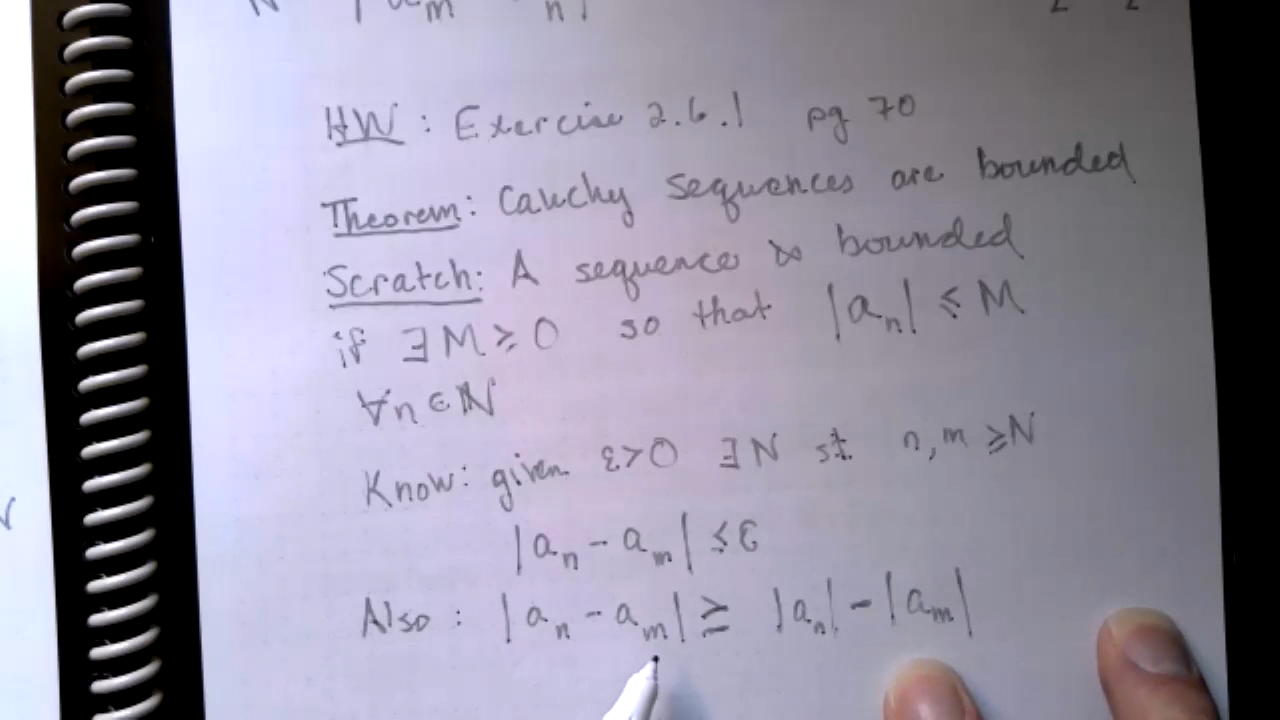 HW: Exercise 2.6.1 pg 70
Theorem: Cauchy sequences are bounded
Scratch: A sequence is bounded
if ∃M≥0 so that |aₙ| ≤ M
∀n∈ℕ
Know: given ε>0 ∃N st n,m ≥N
|aₙ - aₘ| ≤ε
Also: |aₙ - aₘ| ≥ |aₙ| - |aₘ|